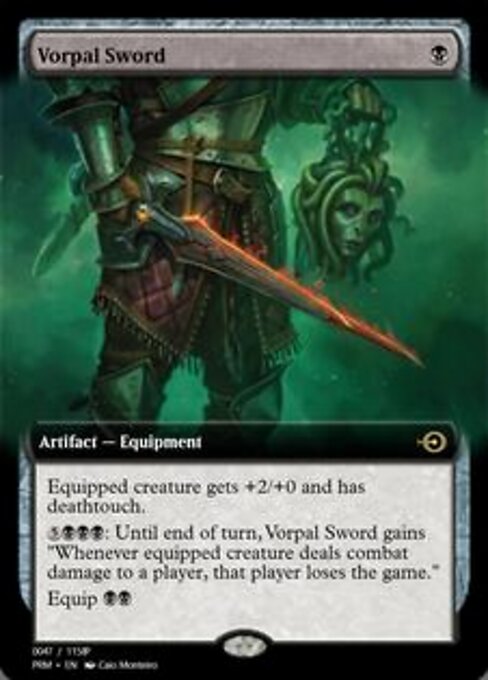 Vorpal Sword
Artifact — Equipment
Equipped creature gets +2/+0 and has
deathtouch.
5: Until end of turn, Vorpal Sword gains
"Whenever equipped creature deals combat
damage to a player, that player loses the game."
Equip
0047 / 1158P
PRM • EN Caio Monteiro